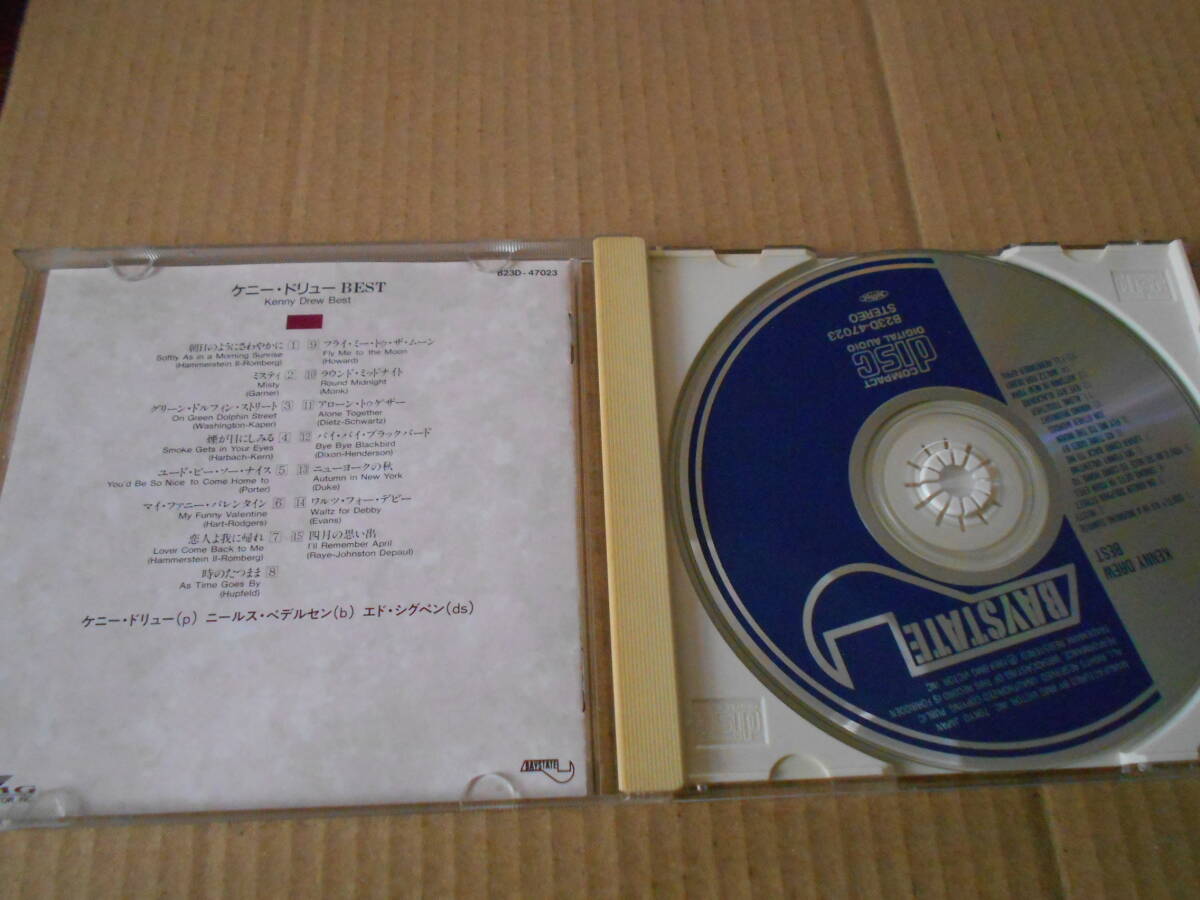 B23D-47023
ケニー・ドリュー BEST
Kenny Drew Best
朝日のようにさわやかに 1
Softly As in a Morning Sunrise
(Hammerstein II-Romberg)
ミスティ 2
Misty
(Garner)
グリーン・ドルフィン・ストリート 3
On Green Dolphin Street
(Washington-Kaper)
煙が目にしみる 4
Smoke Gets in Your Eyes
(Harbach-Kern)
ユード・ビー・ソー・ナイス 5
You'd Be So Nice to Come Home to
(Porter)
マイ・ファニー・バレンタイン 6
My Funny Valentine
(Hart-Rodgers)
恋人よ我に帰れ 7
Lover Come Back to Me
(Hammerstein II-Romberg)
時のたつまま 8
As Time Goes By
(Hupfeld)
9 フライ・ミー・トゥ・ザ・ムーン
Fly Me to the Moon
(Howard)
10 ラウンド・ミッドナイト
Round Midnight
(Monk)
11 アローン・トゥゲザー
Alone Together
(Dietz-Schwartz)
12 バイ・バイ・ブラックバード
Bye Bye Blackbird
(Dixon-Henderson)
13 ニューヨークの秋
Autumn in New York
(Duke)
14 ワルツ・フォー・デビー
Waltz for Debby
(Evans)
15 四月の思い出
I'll Remember April
(Raye-Johnston Depaul)
ケニー・ドリュー(p) ニールス・ペデルセン(b) エド・シグペン(ds)
BAYSTATE
KENNY DREW
BEST
BAYSTATE
COMPACT
disc
DIGITAL AUDIO
B23D-47023
STEREO